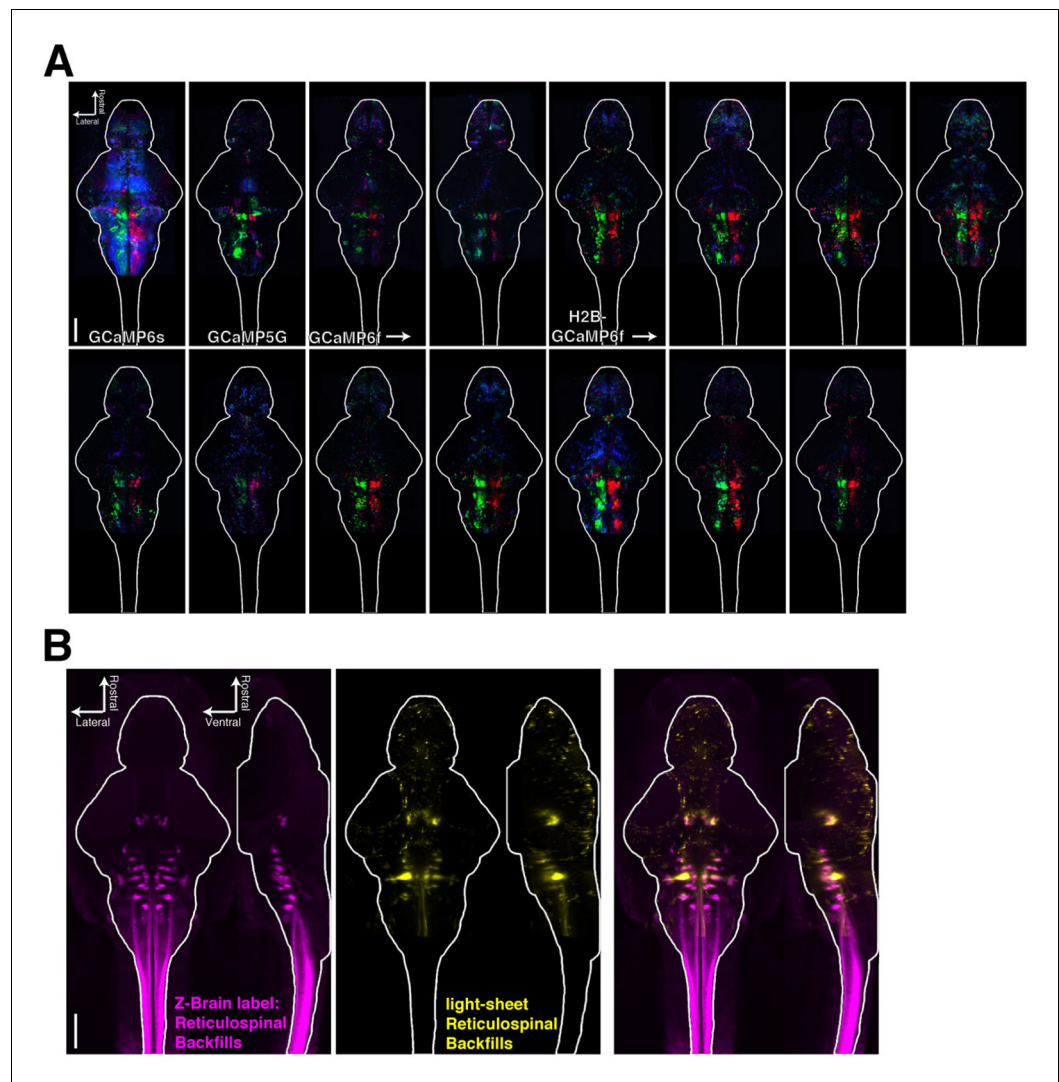 A
Rostral
Lateral
GCaMP6s
GCaMP5G
GCaMP6f
H2B-
GCaMP6f
B
Rostral
Lateral
Rostral
Ventral
Z-Brain label:
Reticulospinal
Backfills
light-sheet
Reticulospinal
Backfills